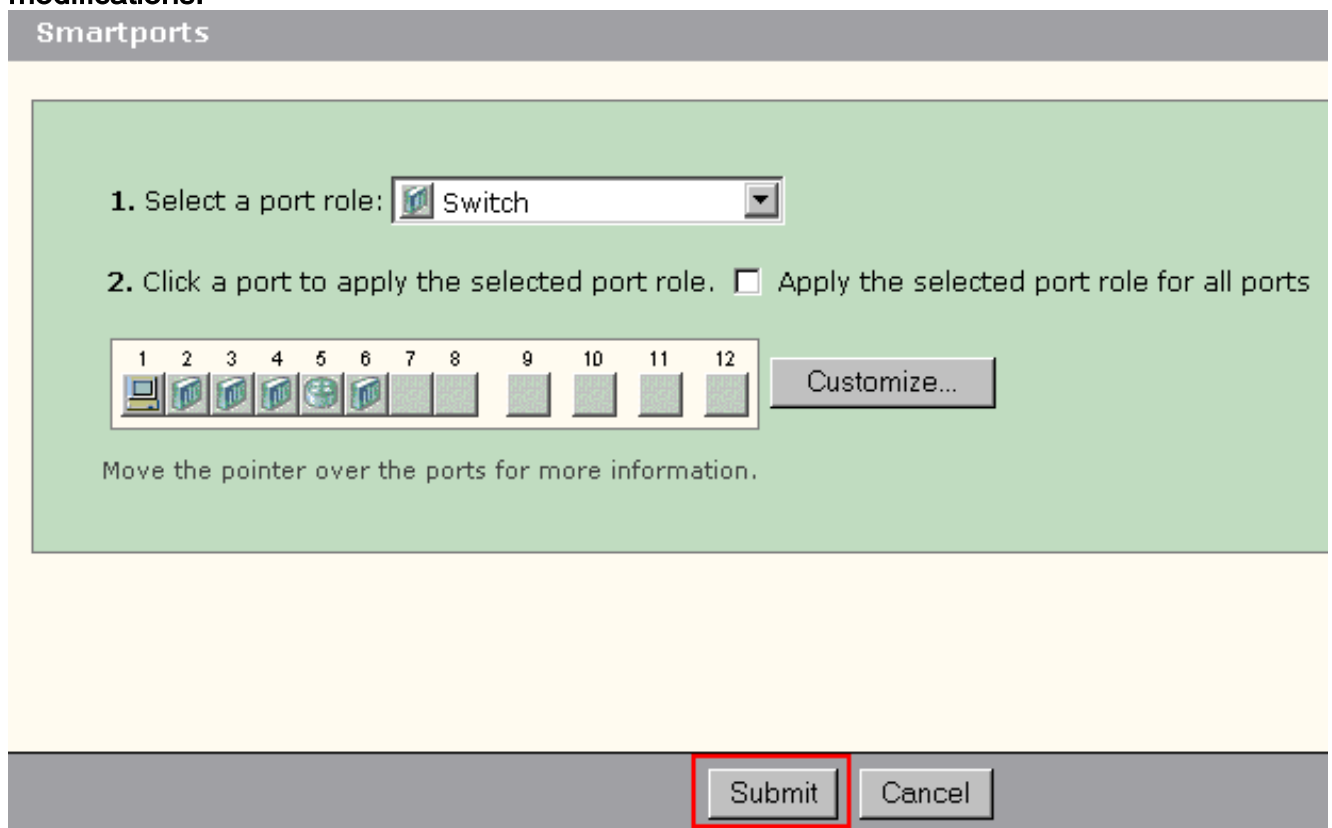 modifications.
Smartports
1. Select a port role: Switch
2. Click a port to apply the selected port role. Apply the selected port role for all ports
1 2 3 4 5 6 7 8 9 10 11 12
Customize...
Move the pointer over the ports for more information.
Submit Cancel